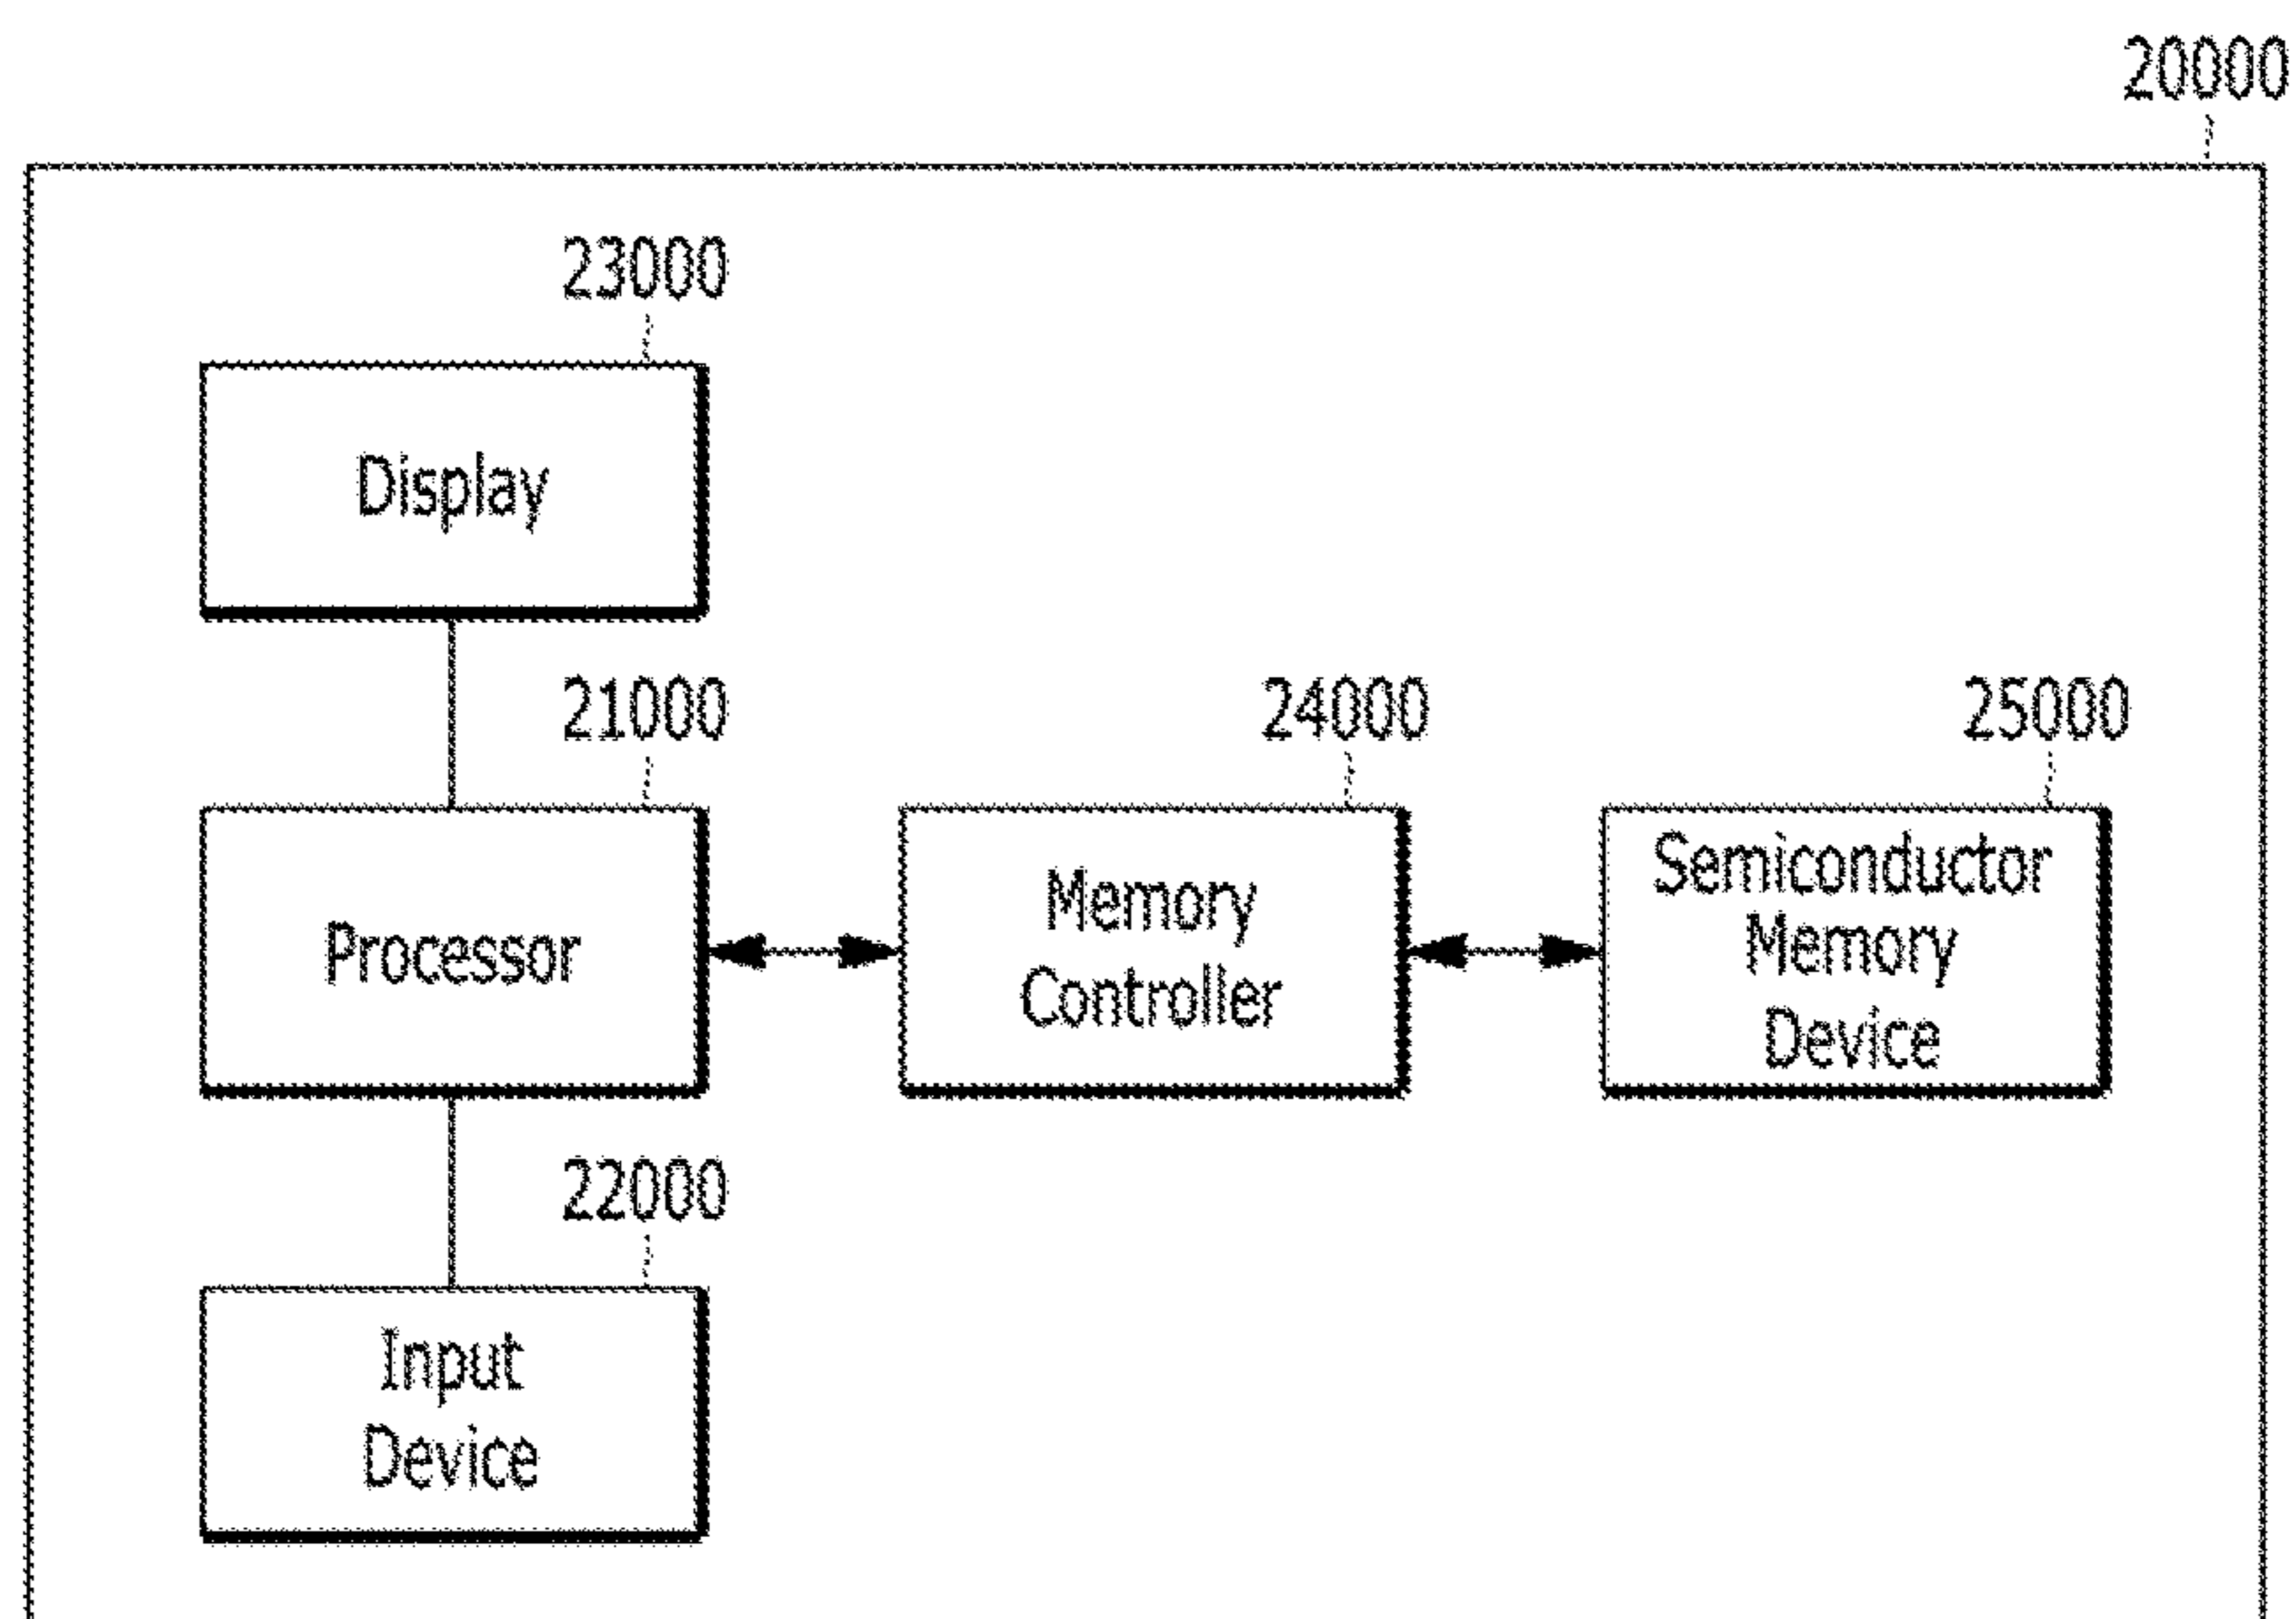 20000
23000
Display
21000
24000
25000
Processor
Memory
Controller
Semiconductor
Memory
Device
22000
Input
Device